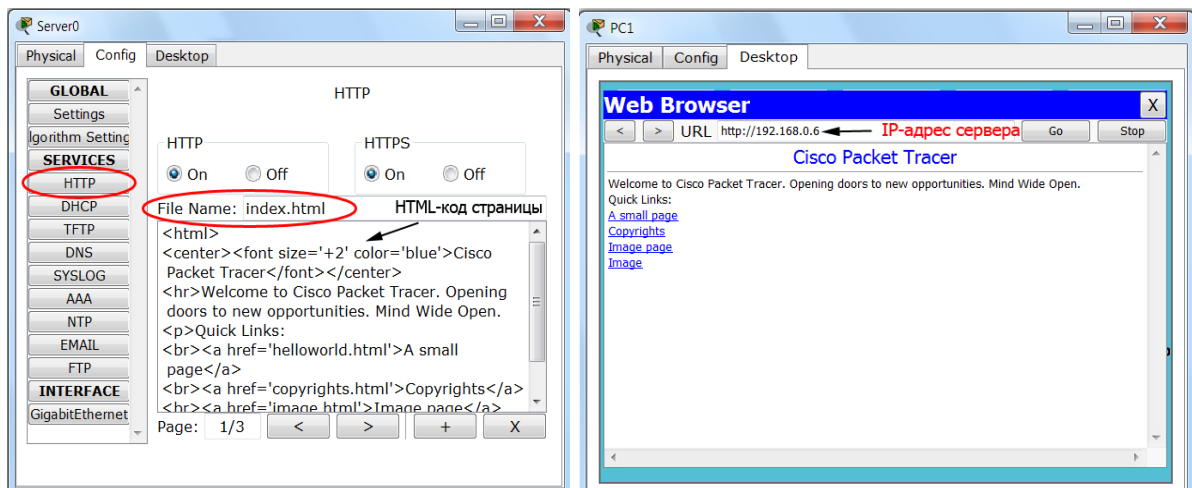 Server0
Physical Config Desktop
GLOBAL
Settings
lgorithm Setting
SERVICES
HTTP
DHCP
TFTP
DNS
SYSLOG
AAA
NTP
EMAIL
FTP
INTERFACE
GigabitEthernet
HTTP
HTTP
On Off
HTTPS
On Off
File Name: index.html
HTML-код страницы
<html>
<center><font size='+2' color='blue'>Cisco
Packet Tracer</font></center>
<hr>Welcome to Cisco Packet Tracer. Opening
doors to new opportunities. Mind Wide Open.
<p>Quick Links:
<br><a href='helloworld.html'>A small
page</a>
<br><a href='copyrights.html'>Copyrights</a>
<br><a href='image.html'>Image page</a>
Page: 1/3 < > + X
PC1
Physical Config Desktop
Web Browser X
< > URL http://192.168.0.6 IP-адрес сервера Go Stop
Cisco Packet Tracer
Welcome to Cisco Packet Tracer. Opening doors to new opportunities. Mind Wide Open.
Quick Links:
A small page
Copyrights
Image page
Image